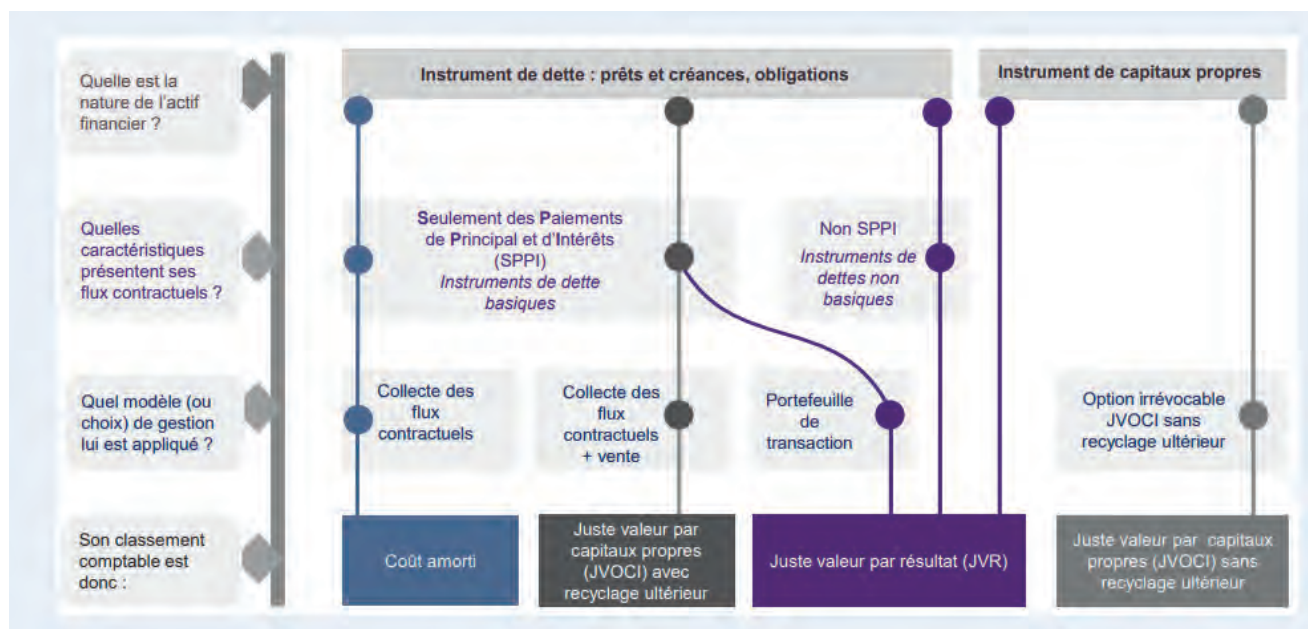 Quelle est la
nature de l'actif
financier ?
Instrument de dette : prêts et créances, obligations
Instrument de capitaux propres
Quelles
caractéristiques
présentent ses
flux contractuels ?
Seulement des Paiements
de Principal et d'Intérêts
(SPPI)
Instruments de dette
basiques
Non SPPI
Instruments de
dettes non
basiques
Quel modèle (ou
choix) de gestion
lui est appliqué ?
Collecte des
flux
contractuels
Collecte des
flux
contractuels
+ vente
Portefeuille
de
transaction
Option irrévocable
JVOCI sans
recyclage ultérieur
Son classement
comptable est
donc :
Coût amorti
Juste valeur par
capitaux propres
(JVOCI) avec
recyclage ultérieur
Juste valeur par résultat (JVR)
Juste valeur par capitaux
propres (JVOCI) sans
recyclage ultérieur